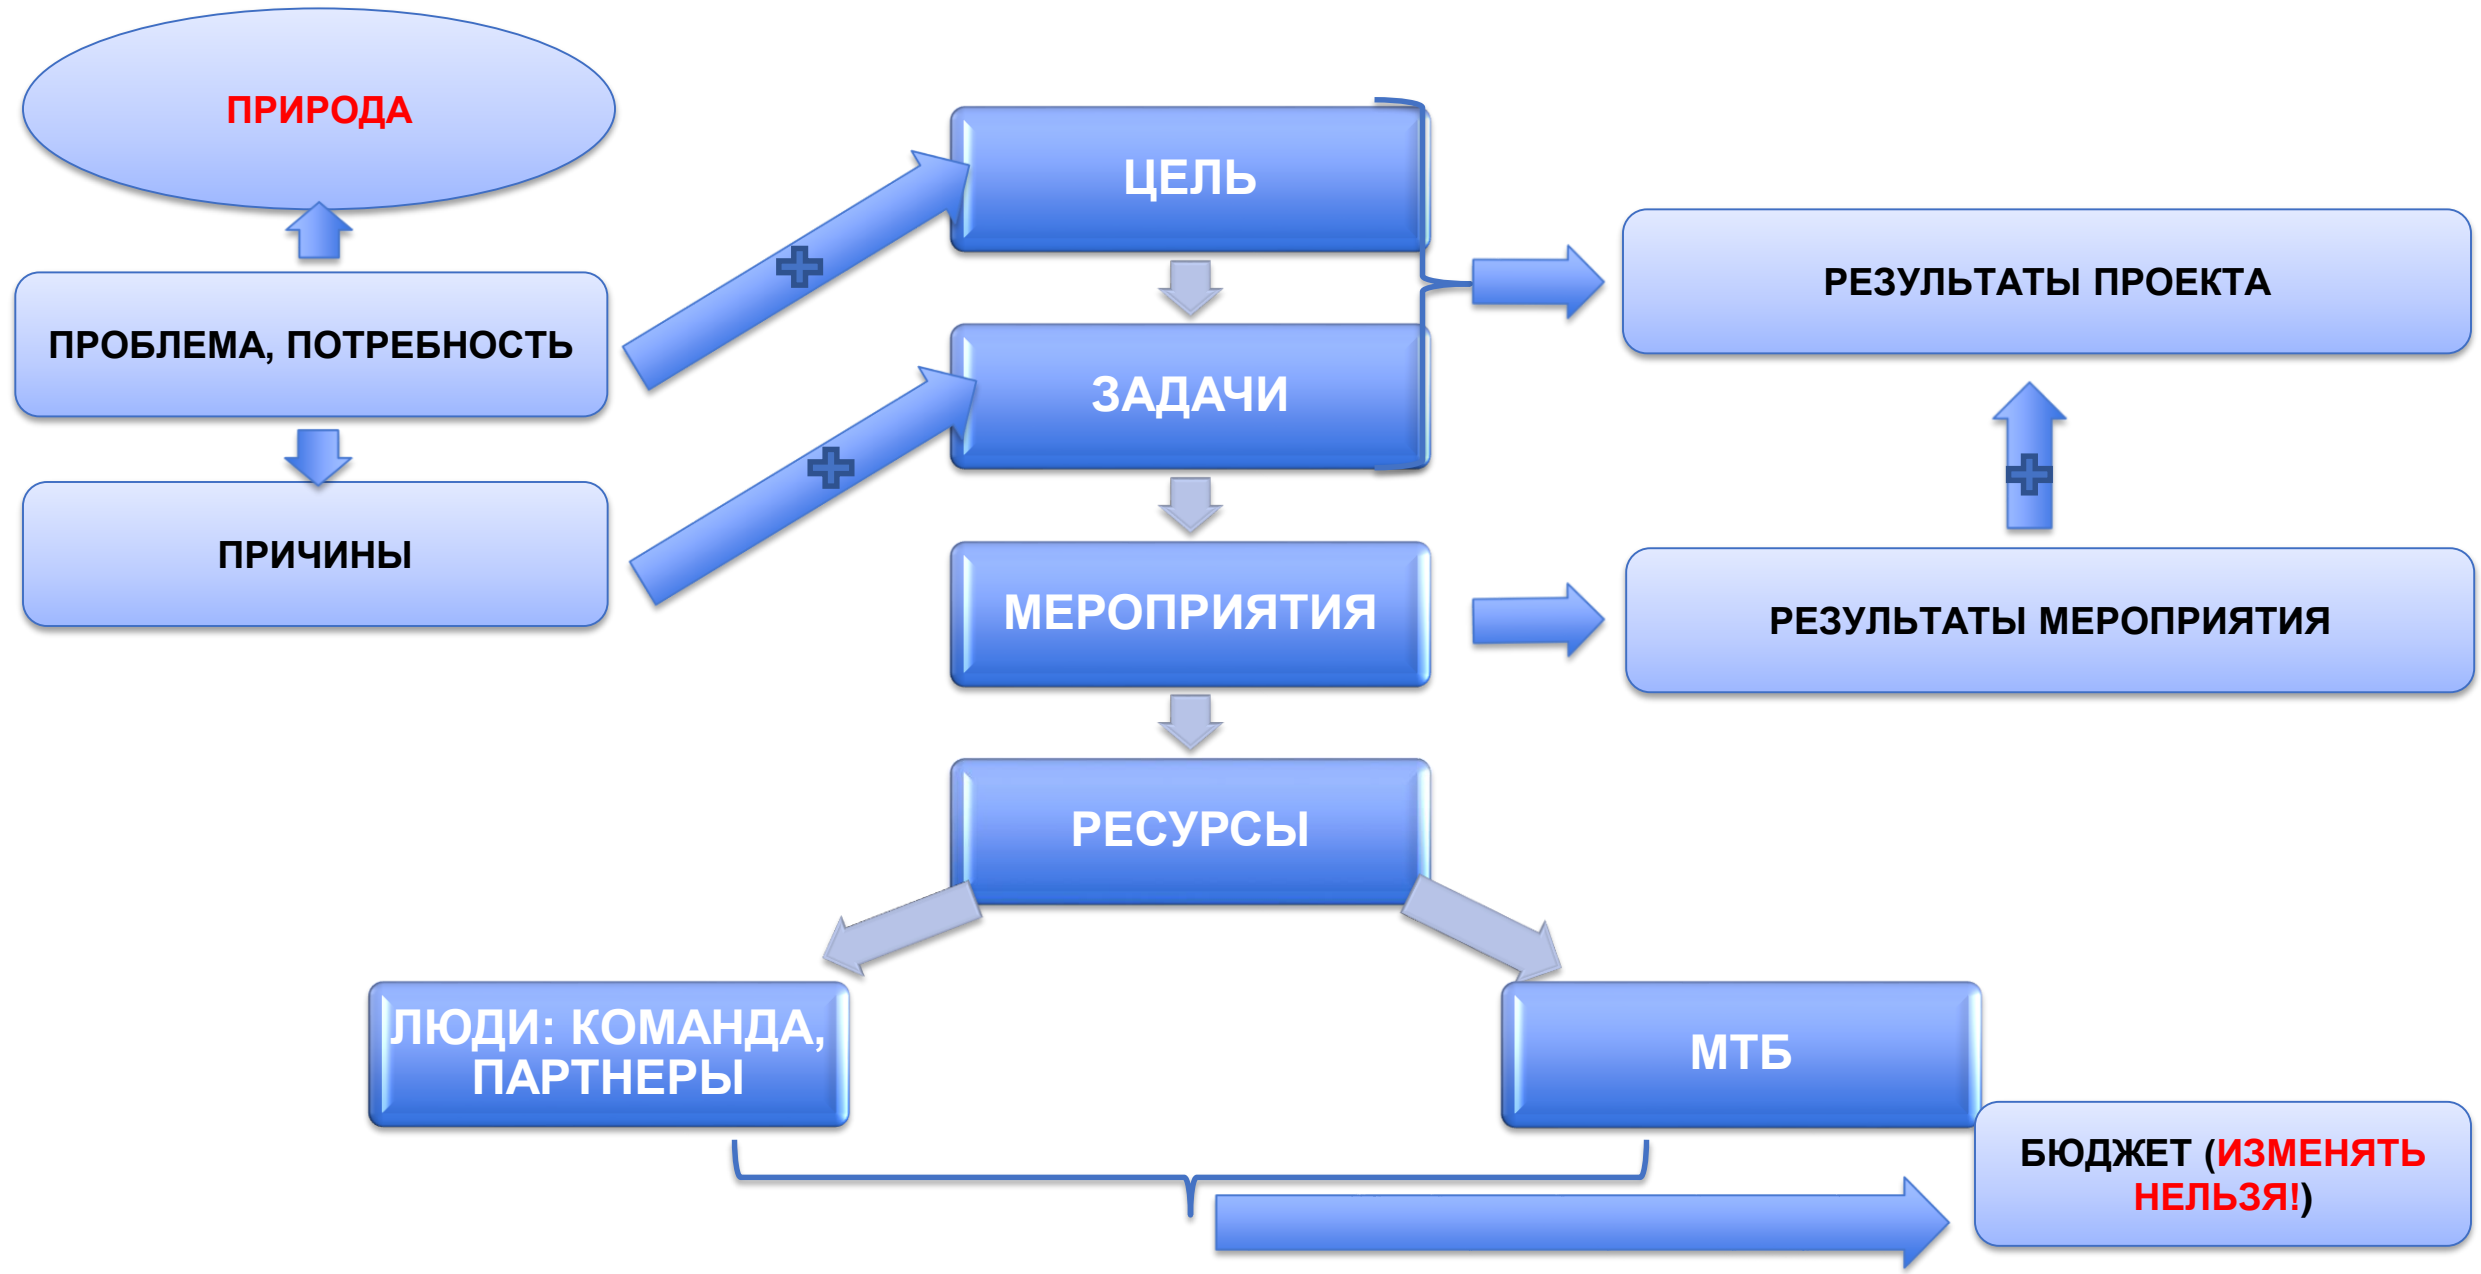 ПРИРОДА
ПРОБЛЕМА, ПОТРЕБНОСТЬ
ПРИЧИНЫ
ЦЕЛЬ
ЗАДАЧИ
МЕРОПРИЯТИЯ
РЕСУРСЫ
РЕЗУЛЬТАТЫ ПРОЕКТА
РЕЗУЛЬТАТЫ МЕРОПРИЯТИЯ
ЛЮДИ: КОМАНДА,
ПАРТНЕРЫ
МТБ
БЮДЖЕТ (ИЗМЕНЯТЬ
НЕЛЬЗЯ!)